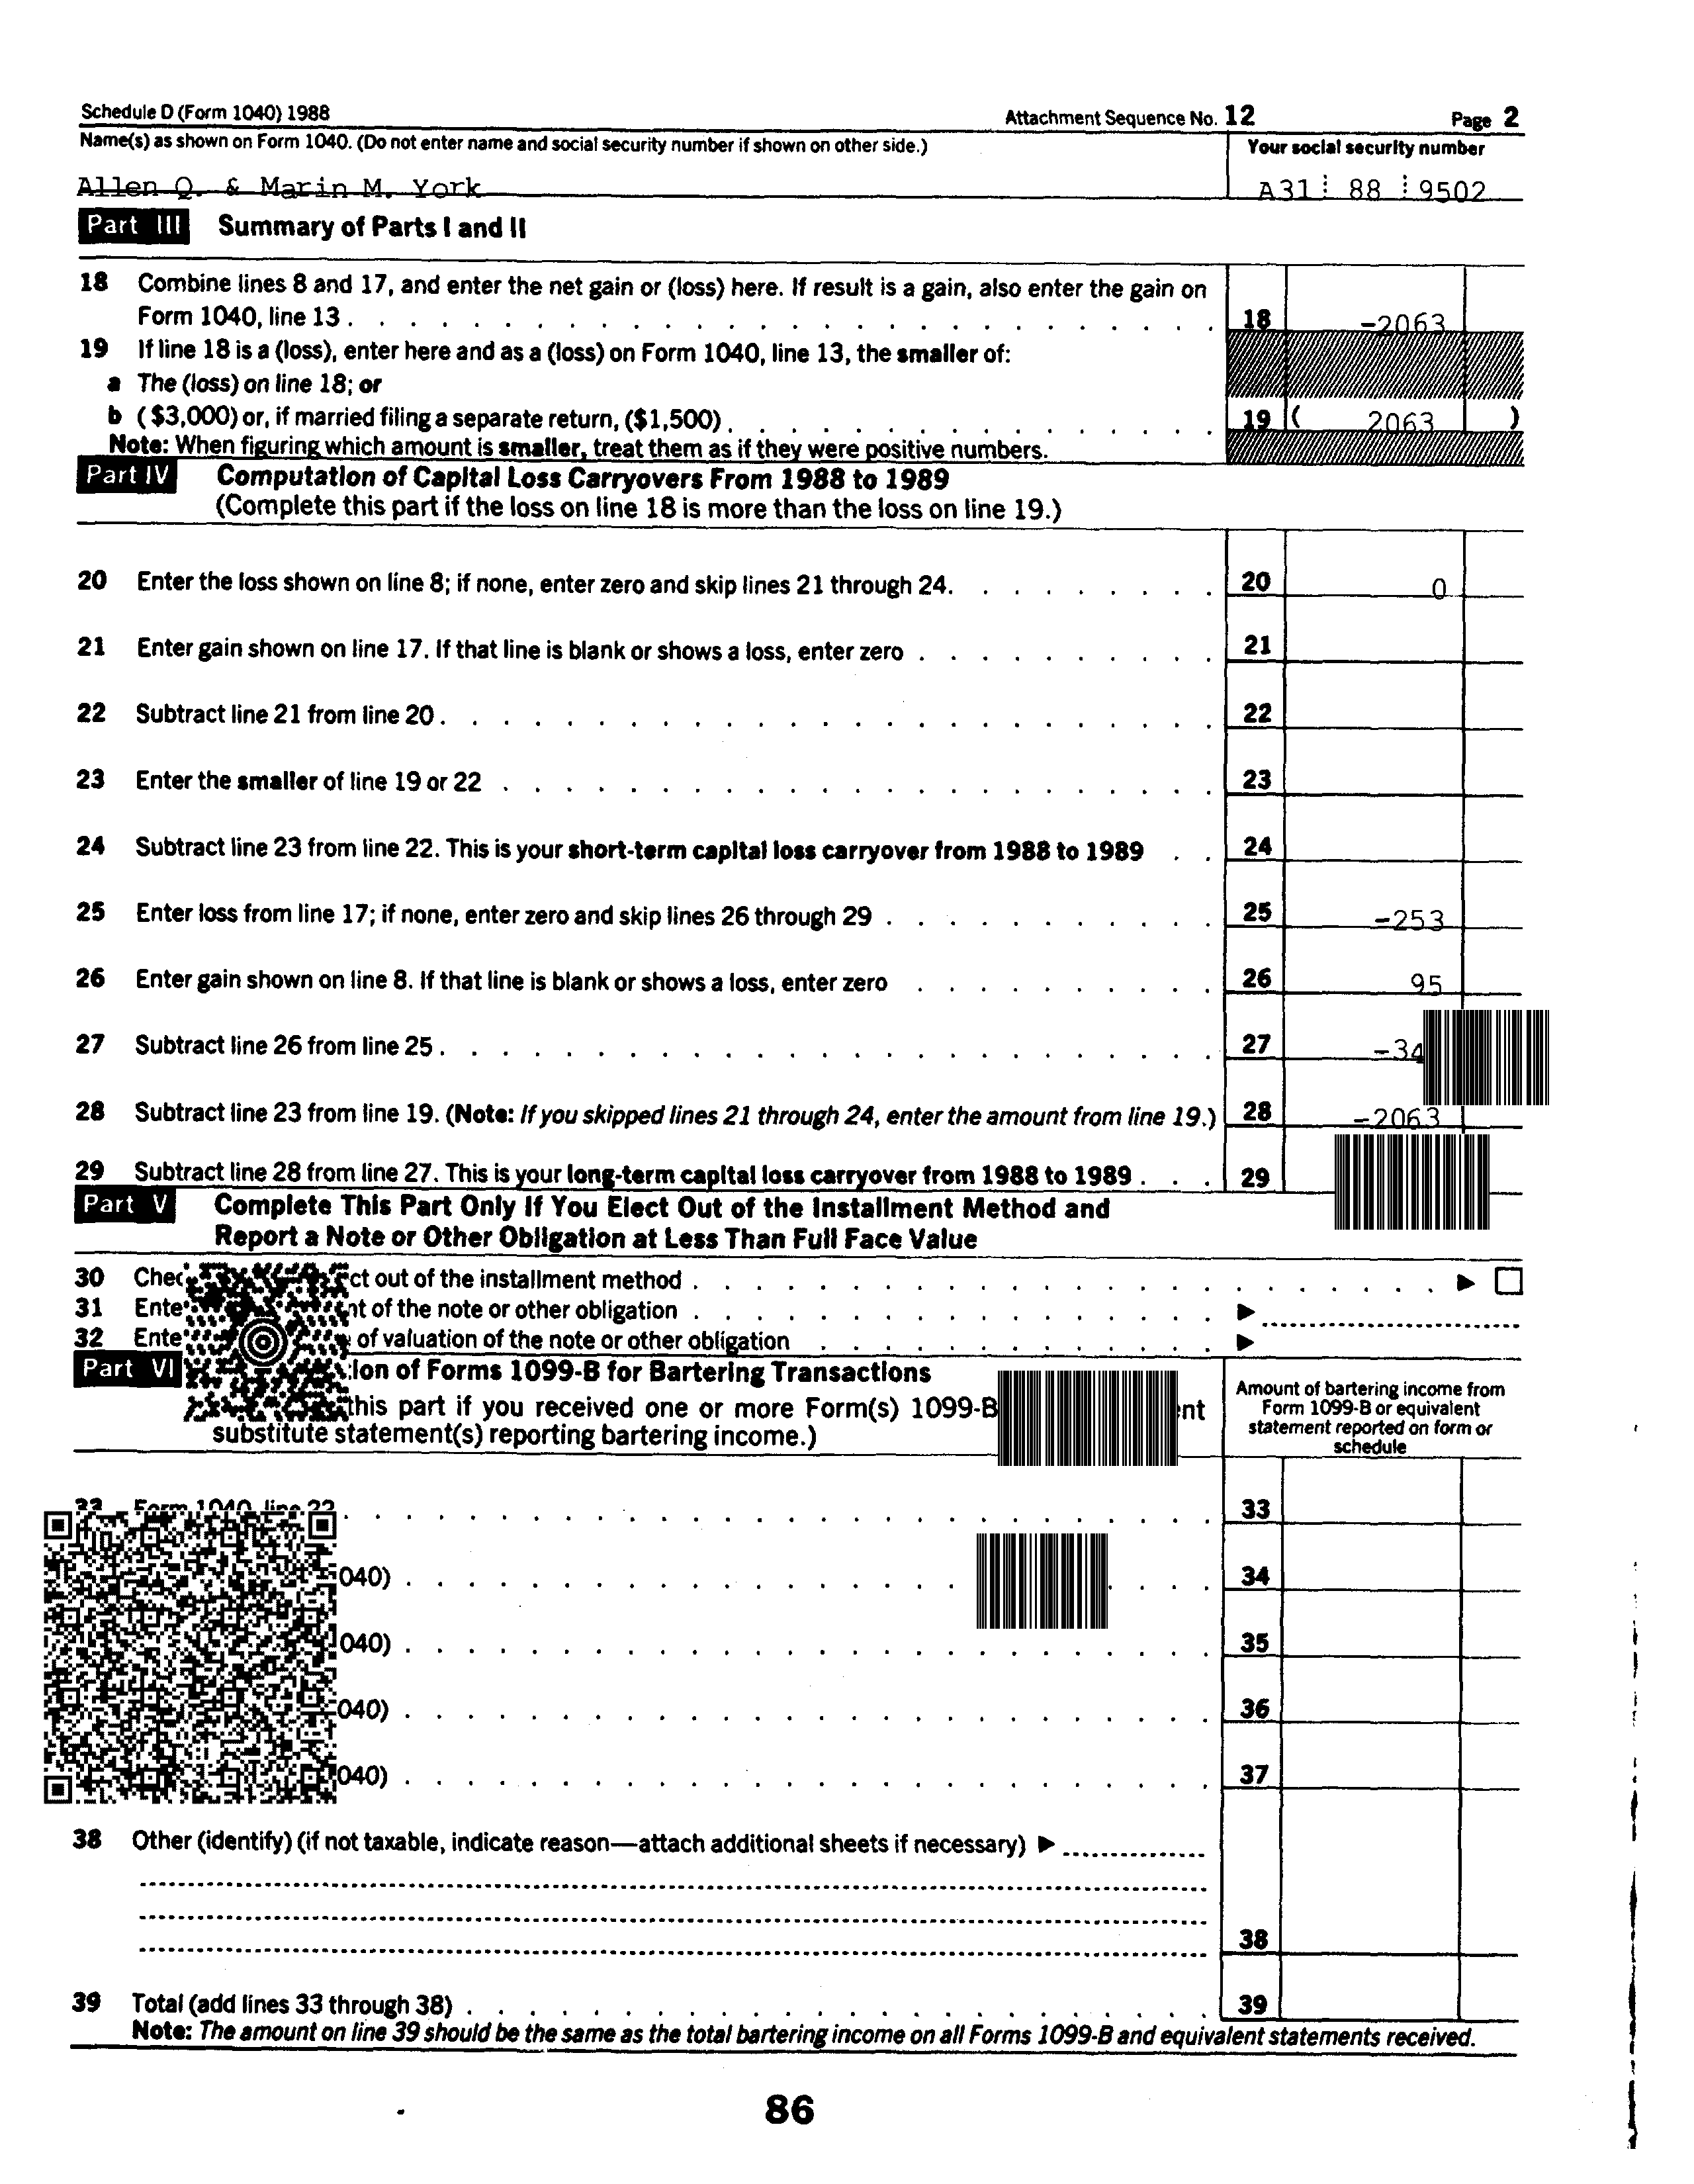 Schedule D (Form 1040) 1988 Attachment Sequence No. 12 Page 2
Name(s) as shown on Form 1040. (Do not enter name and social security number if shown on other side.) Your social security number
Allen Q. & Marin M. York A31 88 9502
Part III Summary of Parts I and II
18 Combine lines 8 and 17, and enter the net gain or (loss) here. If result is a gain, also enter the gain on
Form 1040, line 13 . . . 18 -2063
19 If line 18 is a (loss), enter here and as a (loss) on Form 1040, line 13, the smaller of:
a The (loss) on line 18; or
b ($3,000) or, if married filing a separate return, ($1,500) . . . 19 ( 2063 )
Note: When figuring which amount is smaller, treat them as if they were positive numbers.
Part IV Computation of Capital Loss Carryovers From 1988 to 1989
(Complete this part if the loss on line 18 is more than the loss on line 19.)
20 Enter the loss shown on line 8; if none, enter zero and skip lines 21 through 24. . . . 20 0
21 Enter gain shown on line 17. If that line is blank or shows a loss, enter zero . . . 21
22 Subtract line 21 from line 20 . . . 22
23 Enter the smaller of line 19 or 22 . . . 23
24 Subtract line 23 from line 22. This is your short-term capital loss carryover from 1988 to 1989 . . 24
25 Enter loss from line 17; if none, enter zero and skip lines 26 through 29 . . . 25 -253
26 Enter gain shown on line 8. If that line is blank or shows a loss, enter zero . . . 26 95
27 Subtract line 26 from line 25 . . . 27
28 Subtract line 23 from line 19. (Note: If you skipped lines 21 through 24, enter the amount from line 19.) 28 -2063
29 Subtract line 28 from line 27. This is your long-term capital loss carryover from 1988 to 1989 . . . 29
Part V Complete This Part Only If You Elect Out of the Installment Method and
Report a Note or Other Obligation at Less Than Full Face Value
30 out of the installment method . . . ▶
31 of the note or other obligation . . . ▶
32 of valuation of the note or other obligation . . . ▶
Part VI of Forms 1099-B for Bartering Transactions
this part if you received one or more Form(s) 1099-B
substitute statement(s) reporting bartering income.)
Amount of bartering income from
Form 1099-B or equivalent
statement reported on form or
schedule
33 Form 1040, line 22 . . . 33
040) . . . 34
040) . . . 35
040) . . . 36
040) . . . 37
38 Other (identify) (if not taxable, indicate reason—attach additional sheets if necessary) ▶
38
39 Total (add lines 33 through 38) . . . 39
Note: The amount on line 39 should be the same as the total bartering income on all Forms 1099-B and equivalent statements received.
86